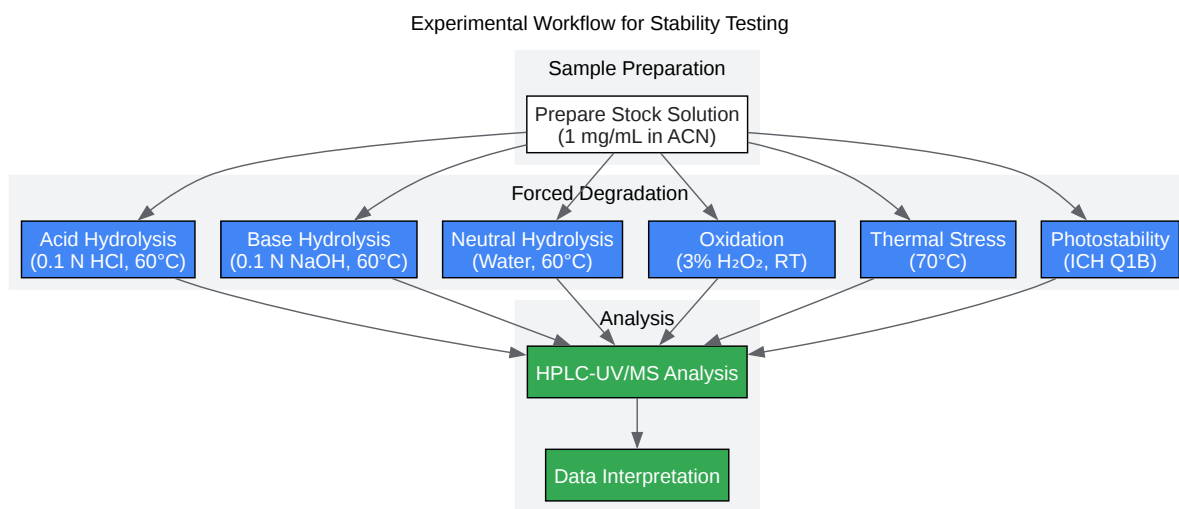 Experimental Workflow for Stability Testing
Sample Preparation
Prepare Stock Solution
(1 mg/mL in ACN)
Forced Degradation
Acid Hydrolysis
(0.1 N HCl, 60°C)
Base Hydrolysis
(0.1 N NaOH, 60°C)
Neutral Hydrolysis
(Water, 60°C)
Oxidation
(3% H₂O₂, RT)
Thermal Stress
(70°C)
Photostability
(ICH Q1B)
Analysis
HPLC-UV/MS Analysis
Data Interpretation